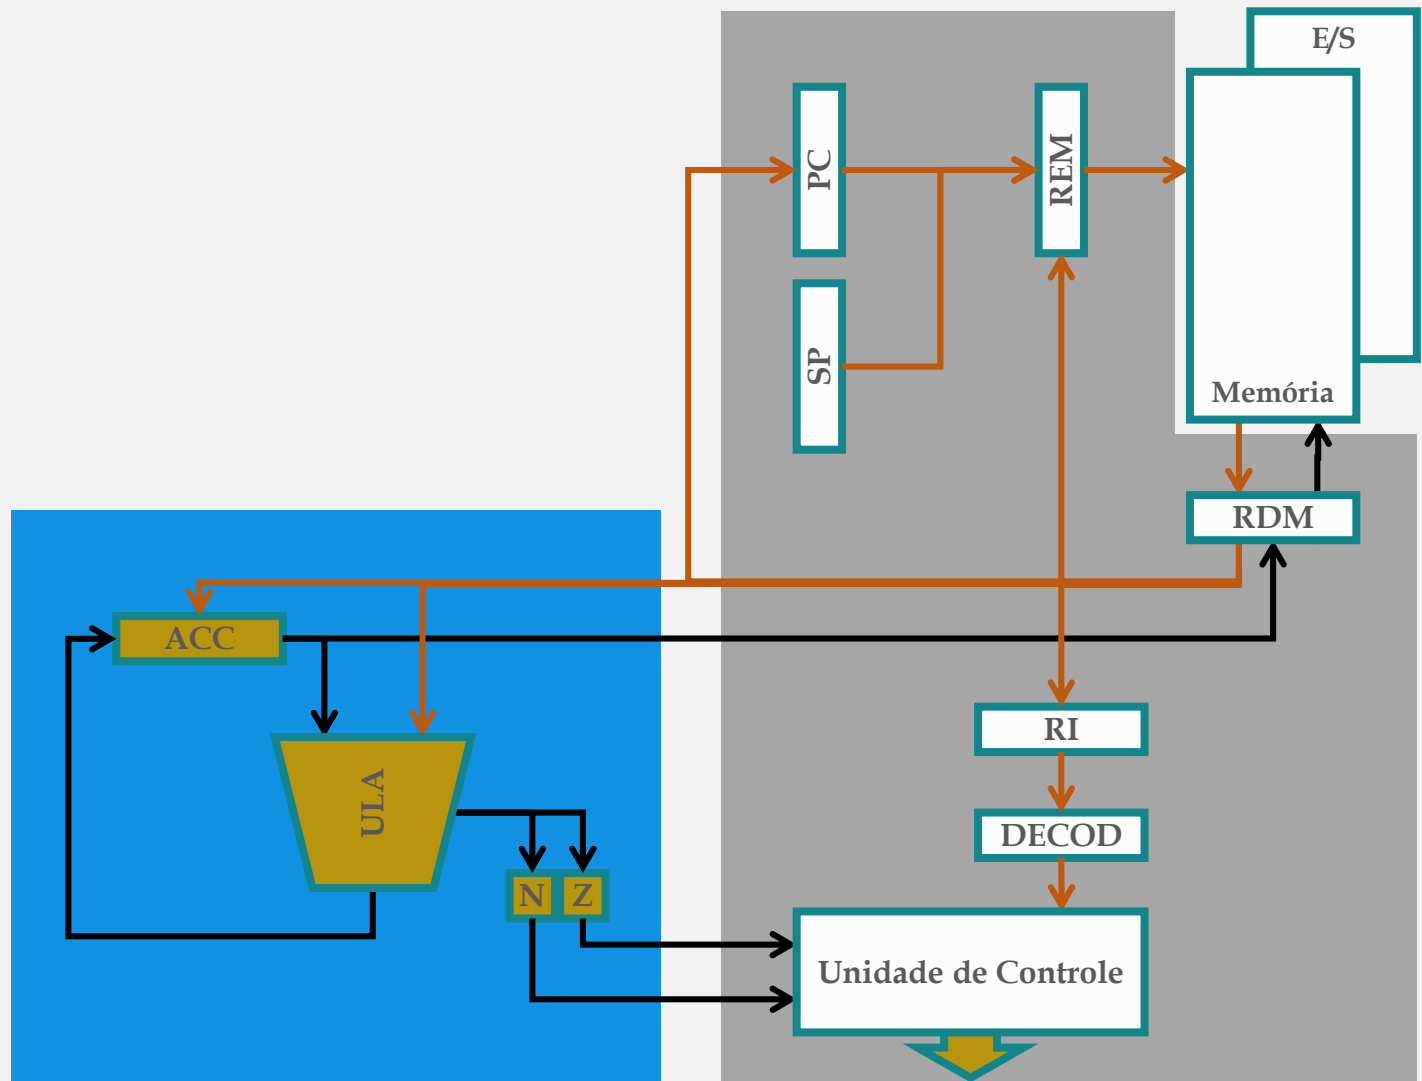 E/S
PC
REM
SP
Memória
RDM
ACC
RI
ULA
DECOD
N
Z
Unidade de Controle